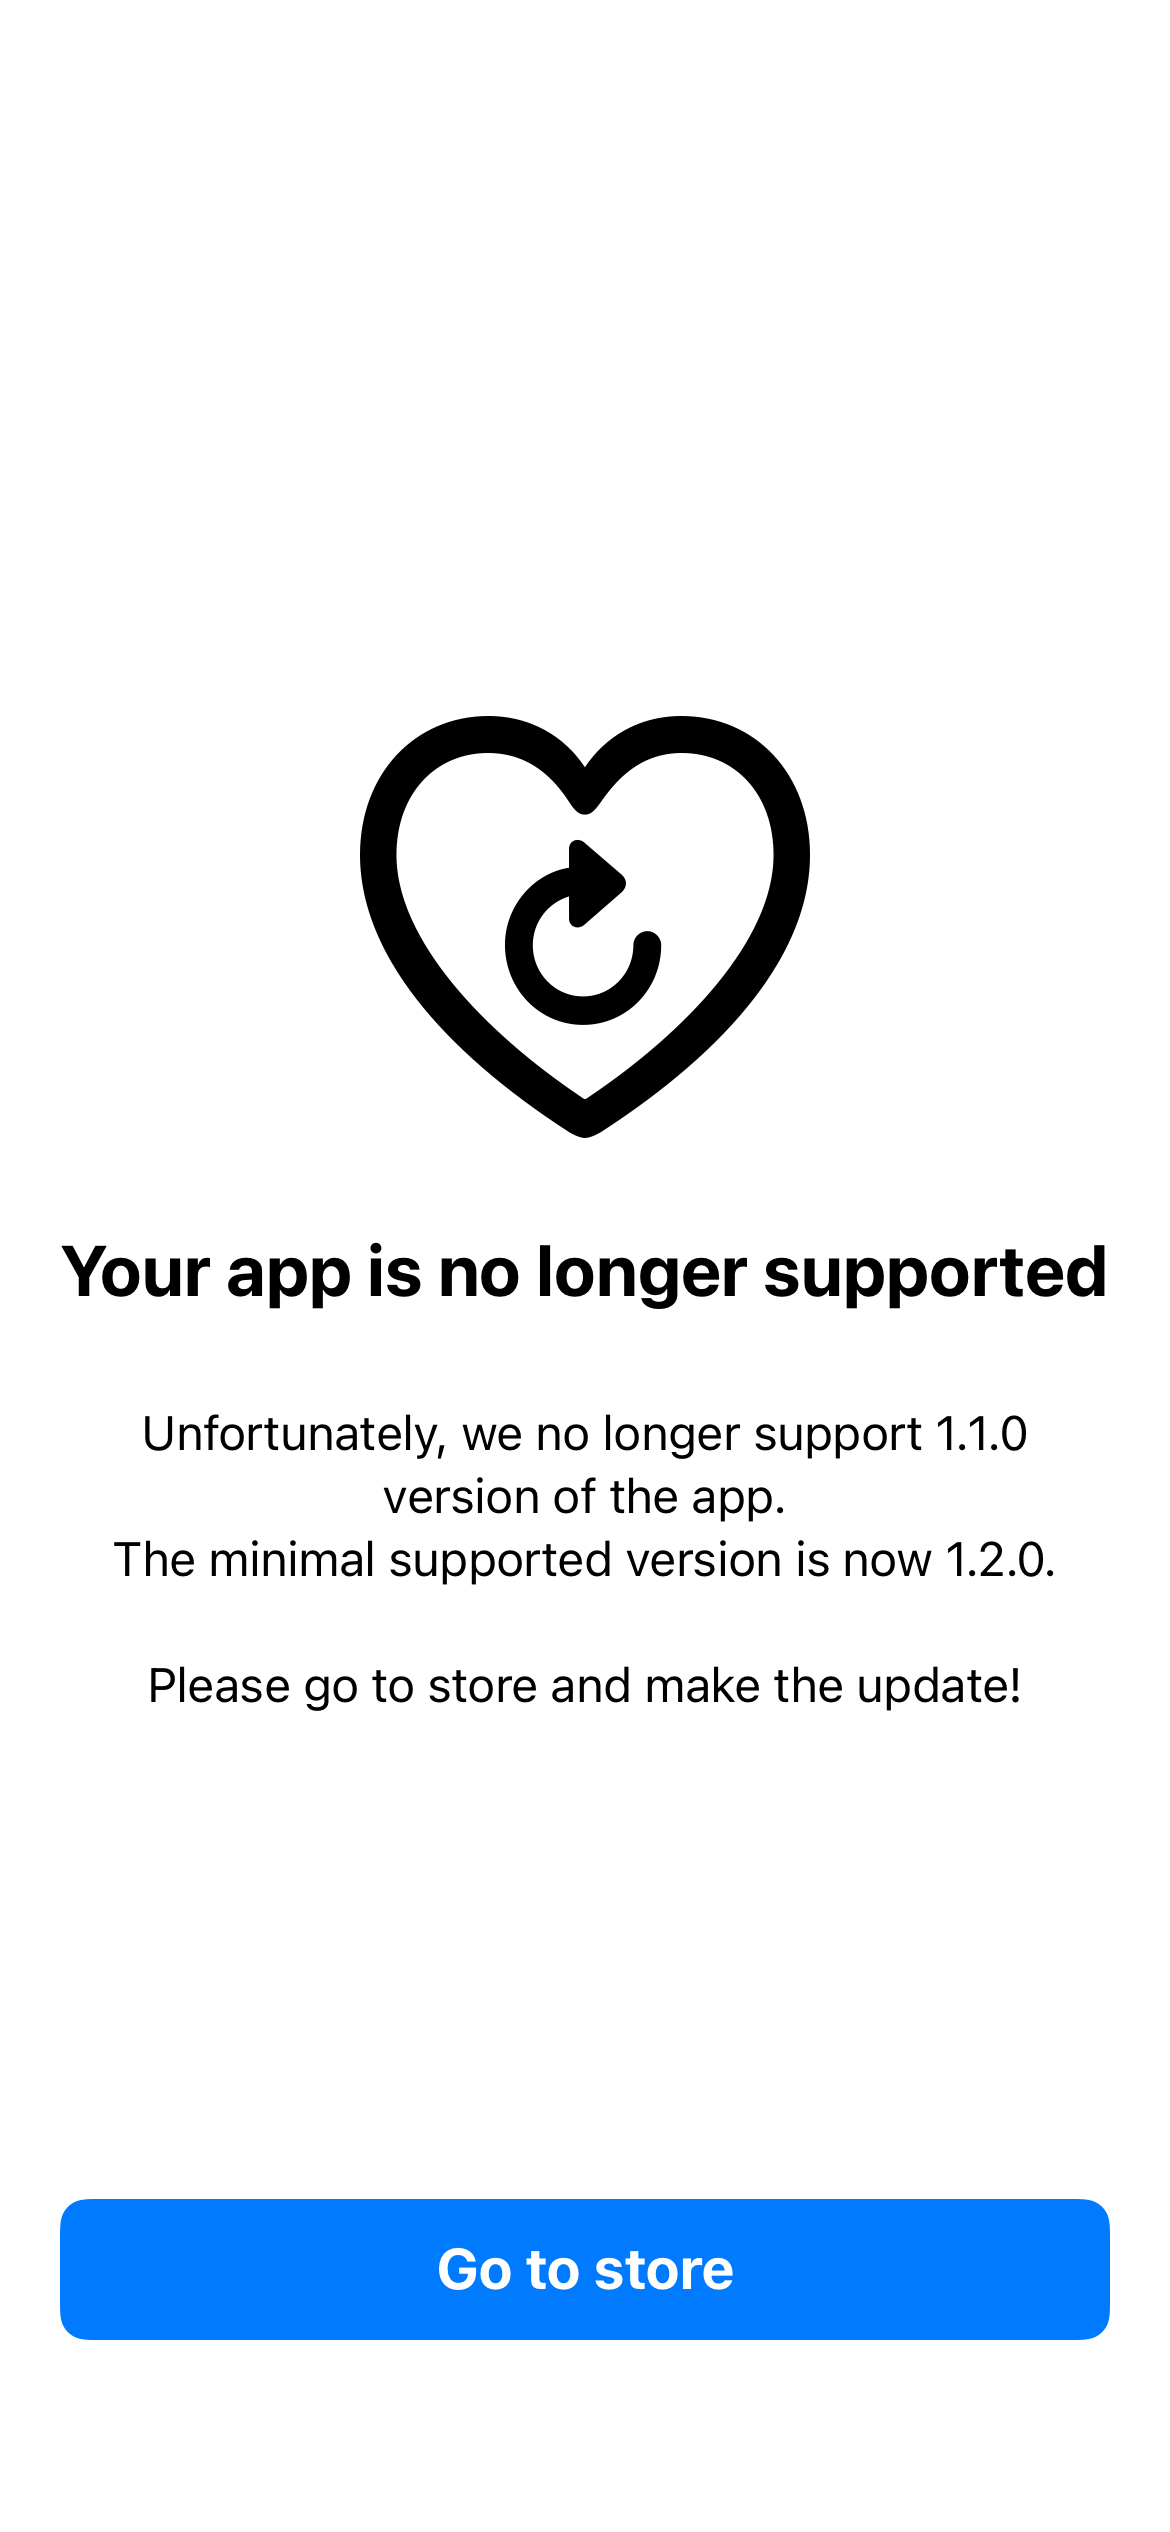 Your app is no longer supported
Unfortunately, we no longer support 1.1.0
version of the app.
The minimal supported version is now 1.2.0.
Please go to store and make the update!
Go to store